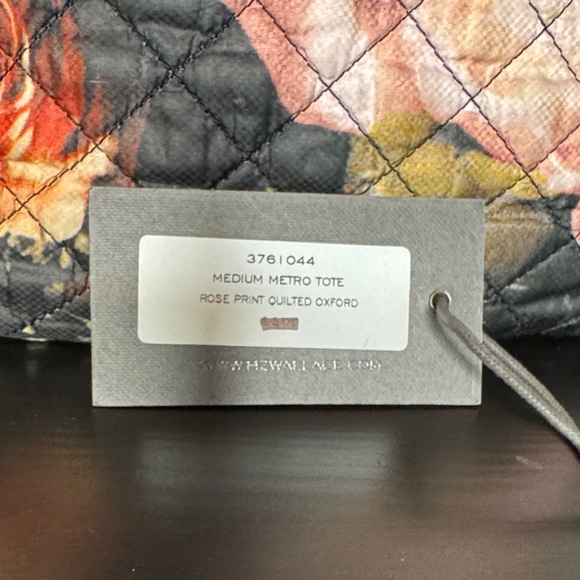 3761044
MEDIUM METRO TOTE
ROSE PRINT QUILTED OXFORD
WWW.MZWALLACE.COM